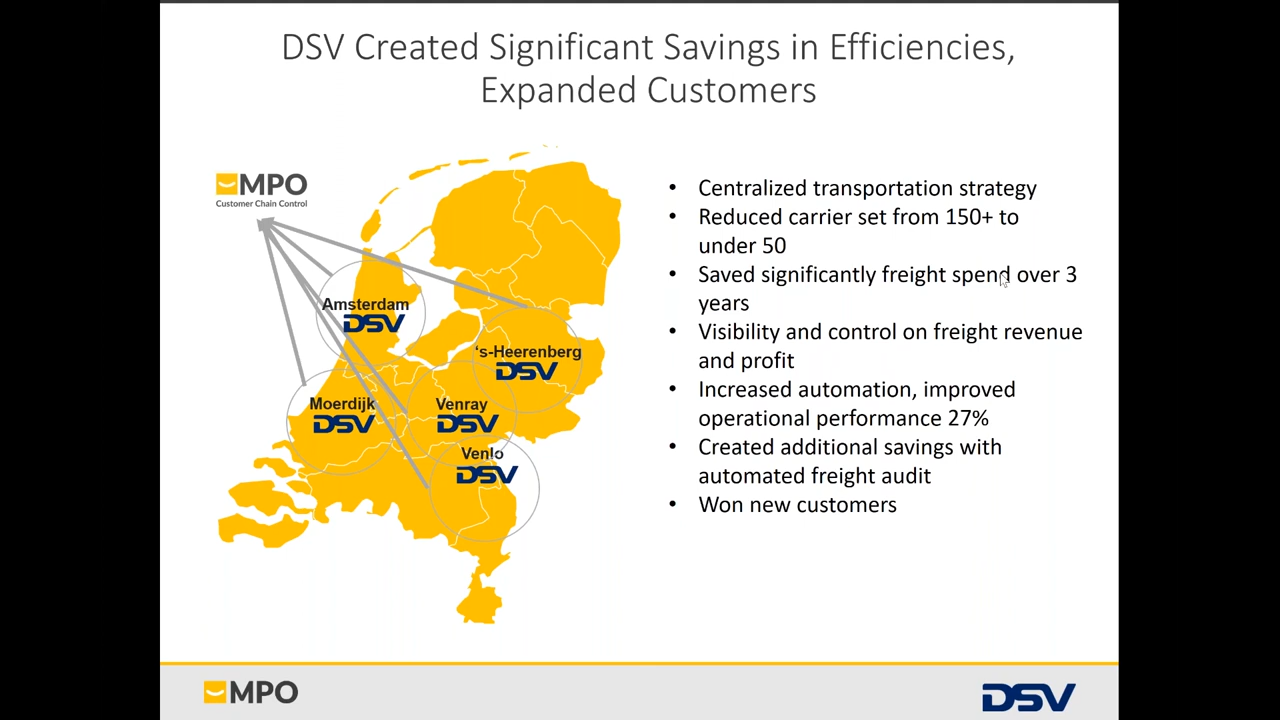 DSV Created Significant Savings in Efficiencies,
Expanded Customers
MPO
Customer Chain Control
Amsterdam
DSV
's-Heerenberg
DSV
Moerdijk
DSV
Venray
DSV
Venlo
DSV
• Centralized transportation strategy
• Reduced carrier set from 150+ to
under 50
• Saved significantly freight spend over 3
years
• Visibility and control on freight revenue
and profit
• Increased automation, improved
operational performance 27%
• Created additional savings with
automated freight audit
• Won new customers
MPO
DSV